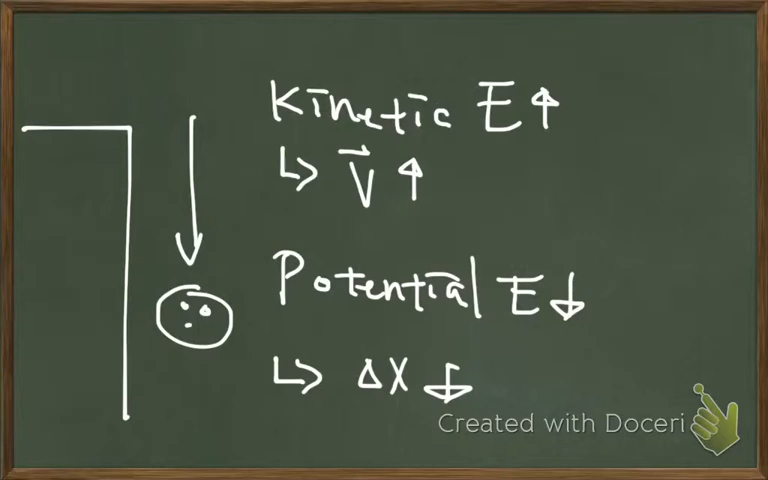 Kinetic E ↑
↳ V⃗ ↑
Potential E ↓
↳ ΔX ↓
Created with Doceri